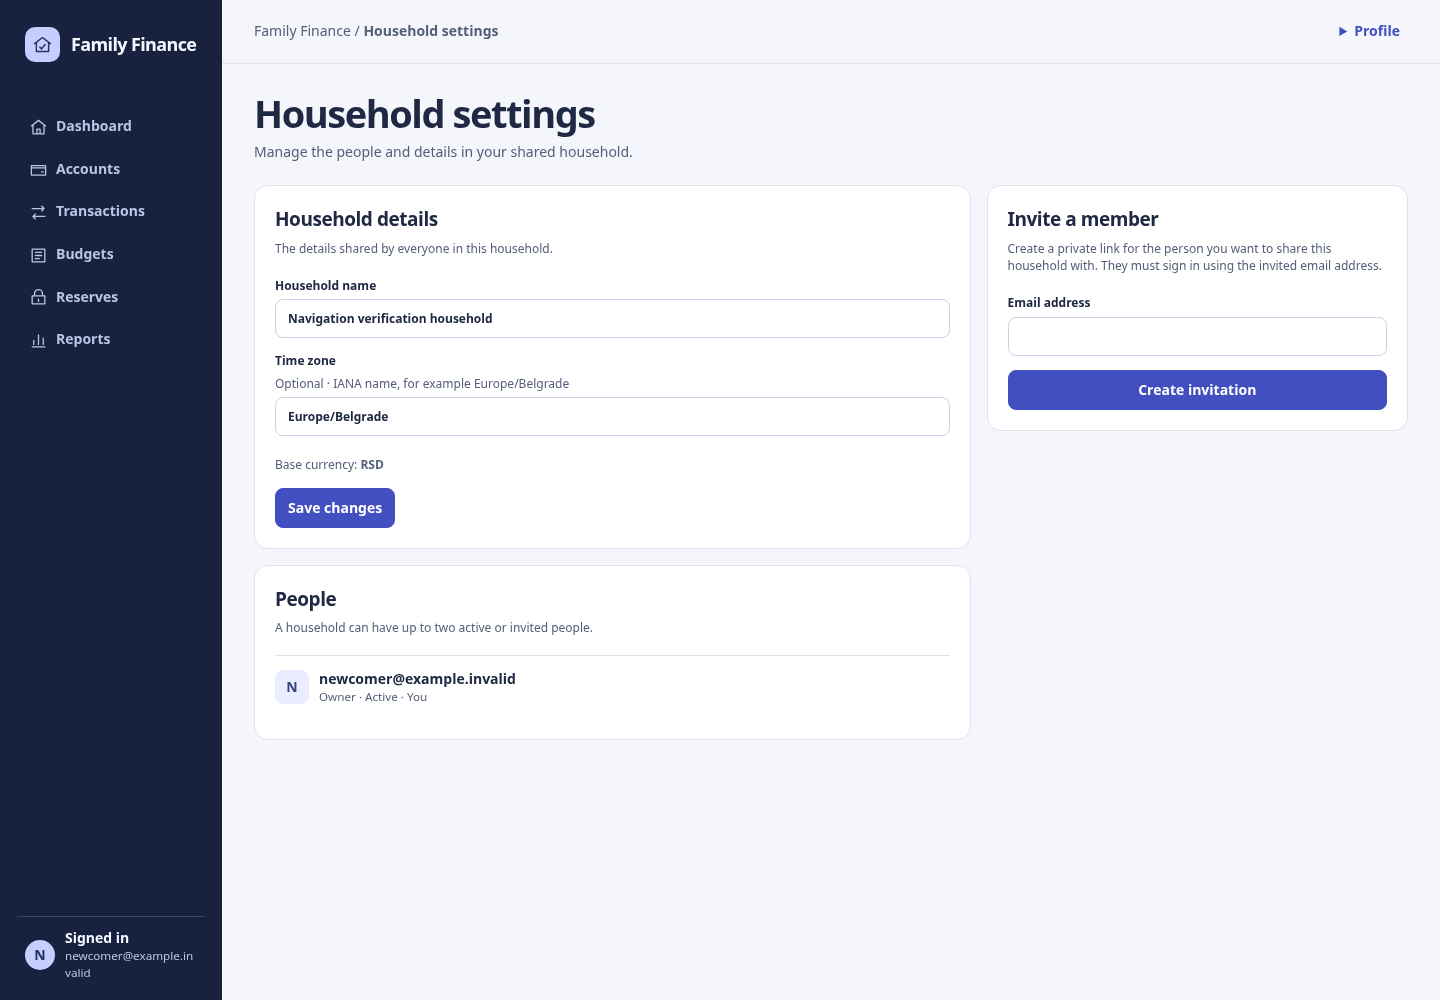 Family Finance
Dashboard
Accounts
Transactions
Budgets
Reserves
Reports
Signed in
N
newcomer@example.in
valid
Family Finance / Household settings
Profile
Household settings
Manage the people and details in your shared household.
Household details
The details shared by everyone in this household.
Household name
Navigation verification household
Time zone
Optional · IANA name, for example Europe/Belgrade
Europe/Belgrade
Base currency: RSD
Save changes
People
A household can have up to two active or invited people.
N
newcomer@example.invalid
Owner · Active · You
Invite a member
Create a private link for the person you want to share this
household with. They must sign in using the invited email address.
Email address
Create invitation